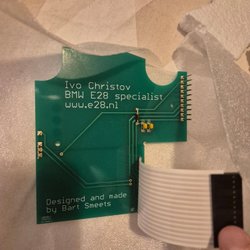 Ivo Christov
BMW E28 specialist
www.e28.nl
Designed and made
by Bart Smeets